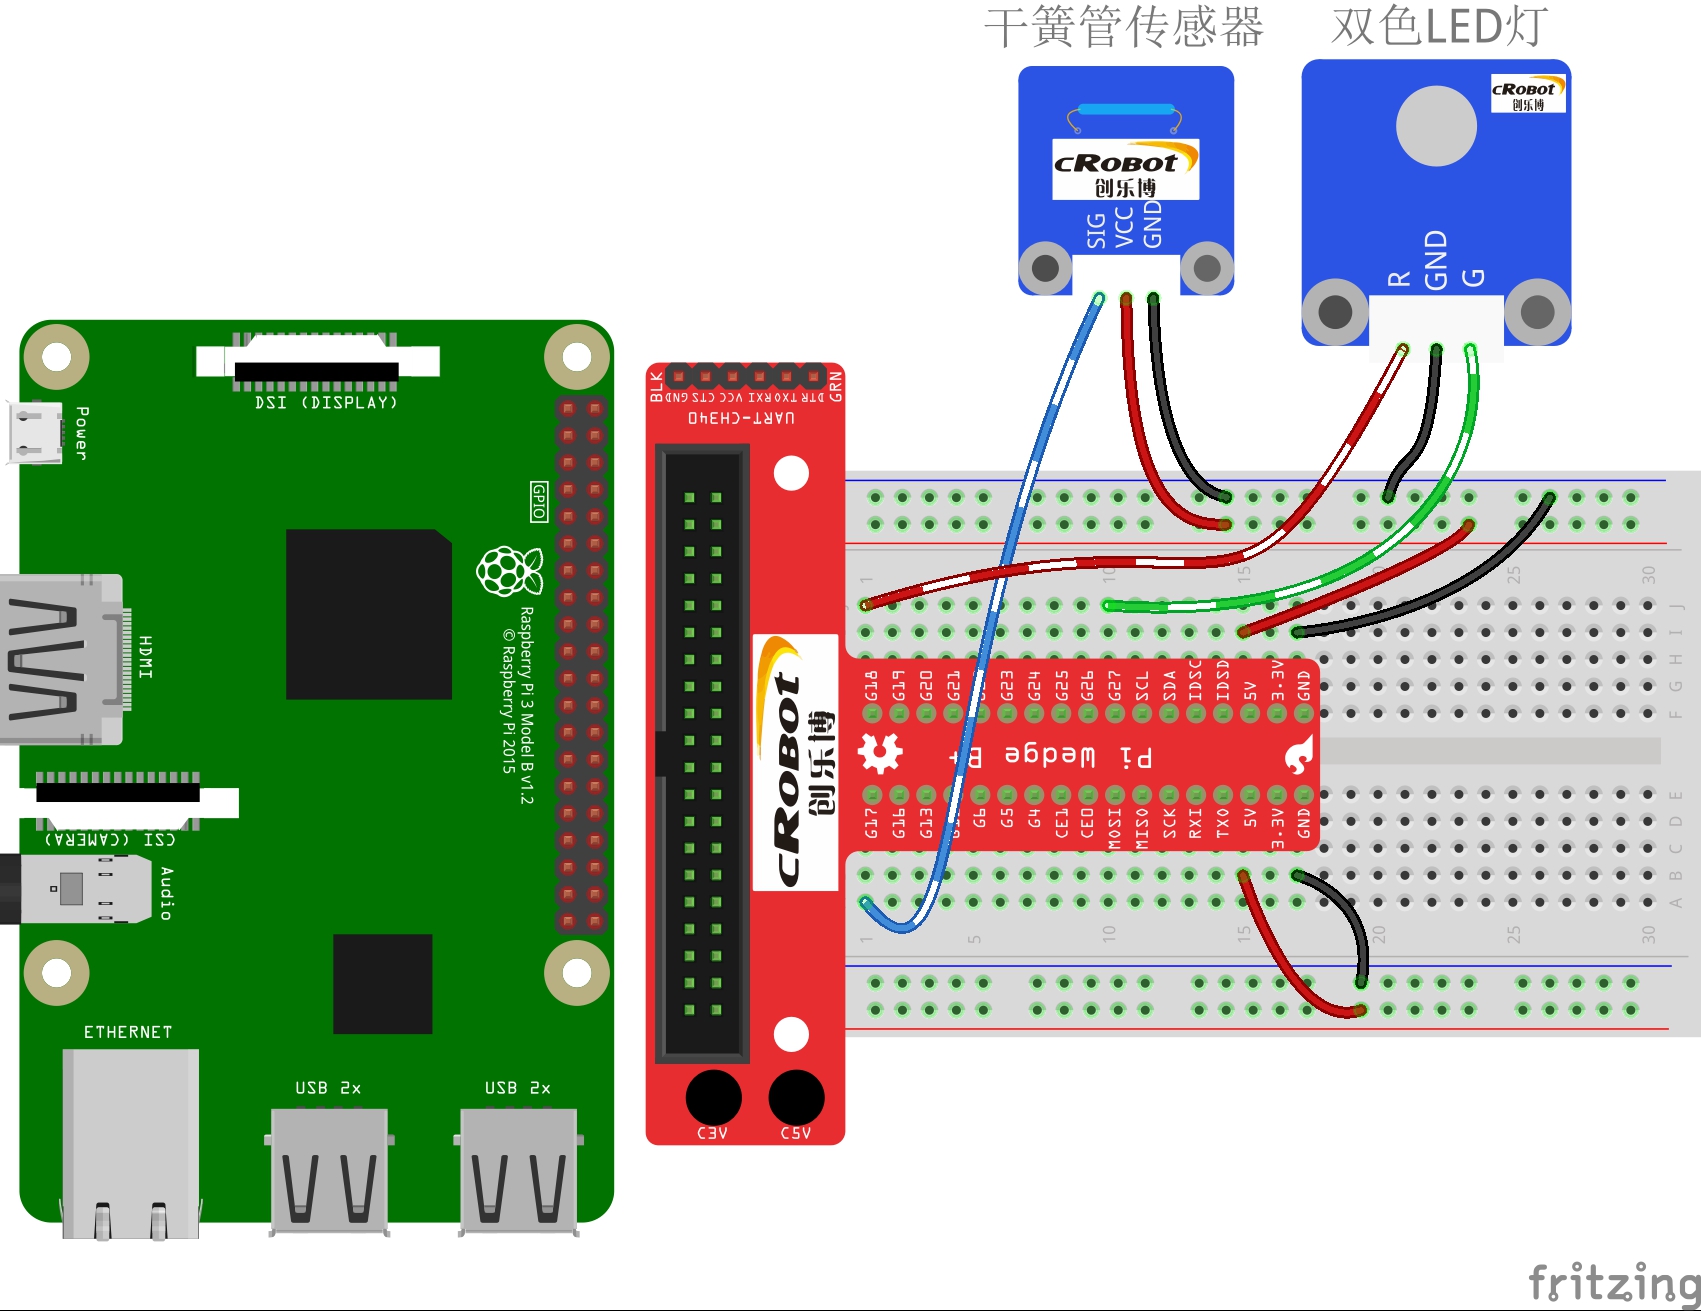 干簧管传感器
双色LED灯
cRobot
创乐博
cRobot
创乐博
SIG
VCC
GND
R
GND
G
DSI (DISPLAY)
Power
GPIO
HDMI
Raspberry Pi 3 Model B v1.2
© Raspberry Pi 2015
CSI (CAMERA)
Audio
ETHERNET
USB 2x
USB 2x
BLK
GRN
GND CTS VCC RXI TXO DTR
UART-CH340
cRobot
创乐博
C3V
C5V
1
10
15
25
30
J
I
H
G
F
G18
G19
G20
G21
G23
G24
G25
G26
G27
SCL
SDA
IDSC
IDSD
5V
3.3V
GND
Pi Wedge B+
G17
G16
G13
G6
G5
G4
CE1
CE0
MOSI
MISO
SCK
RXI
TXO
5V
3.3V
GND
E
D
C
B
A
1
5
10
15
20
25
30
fritzing